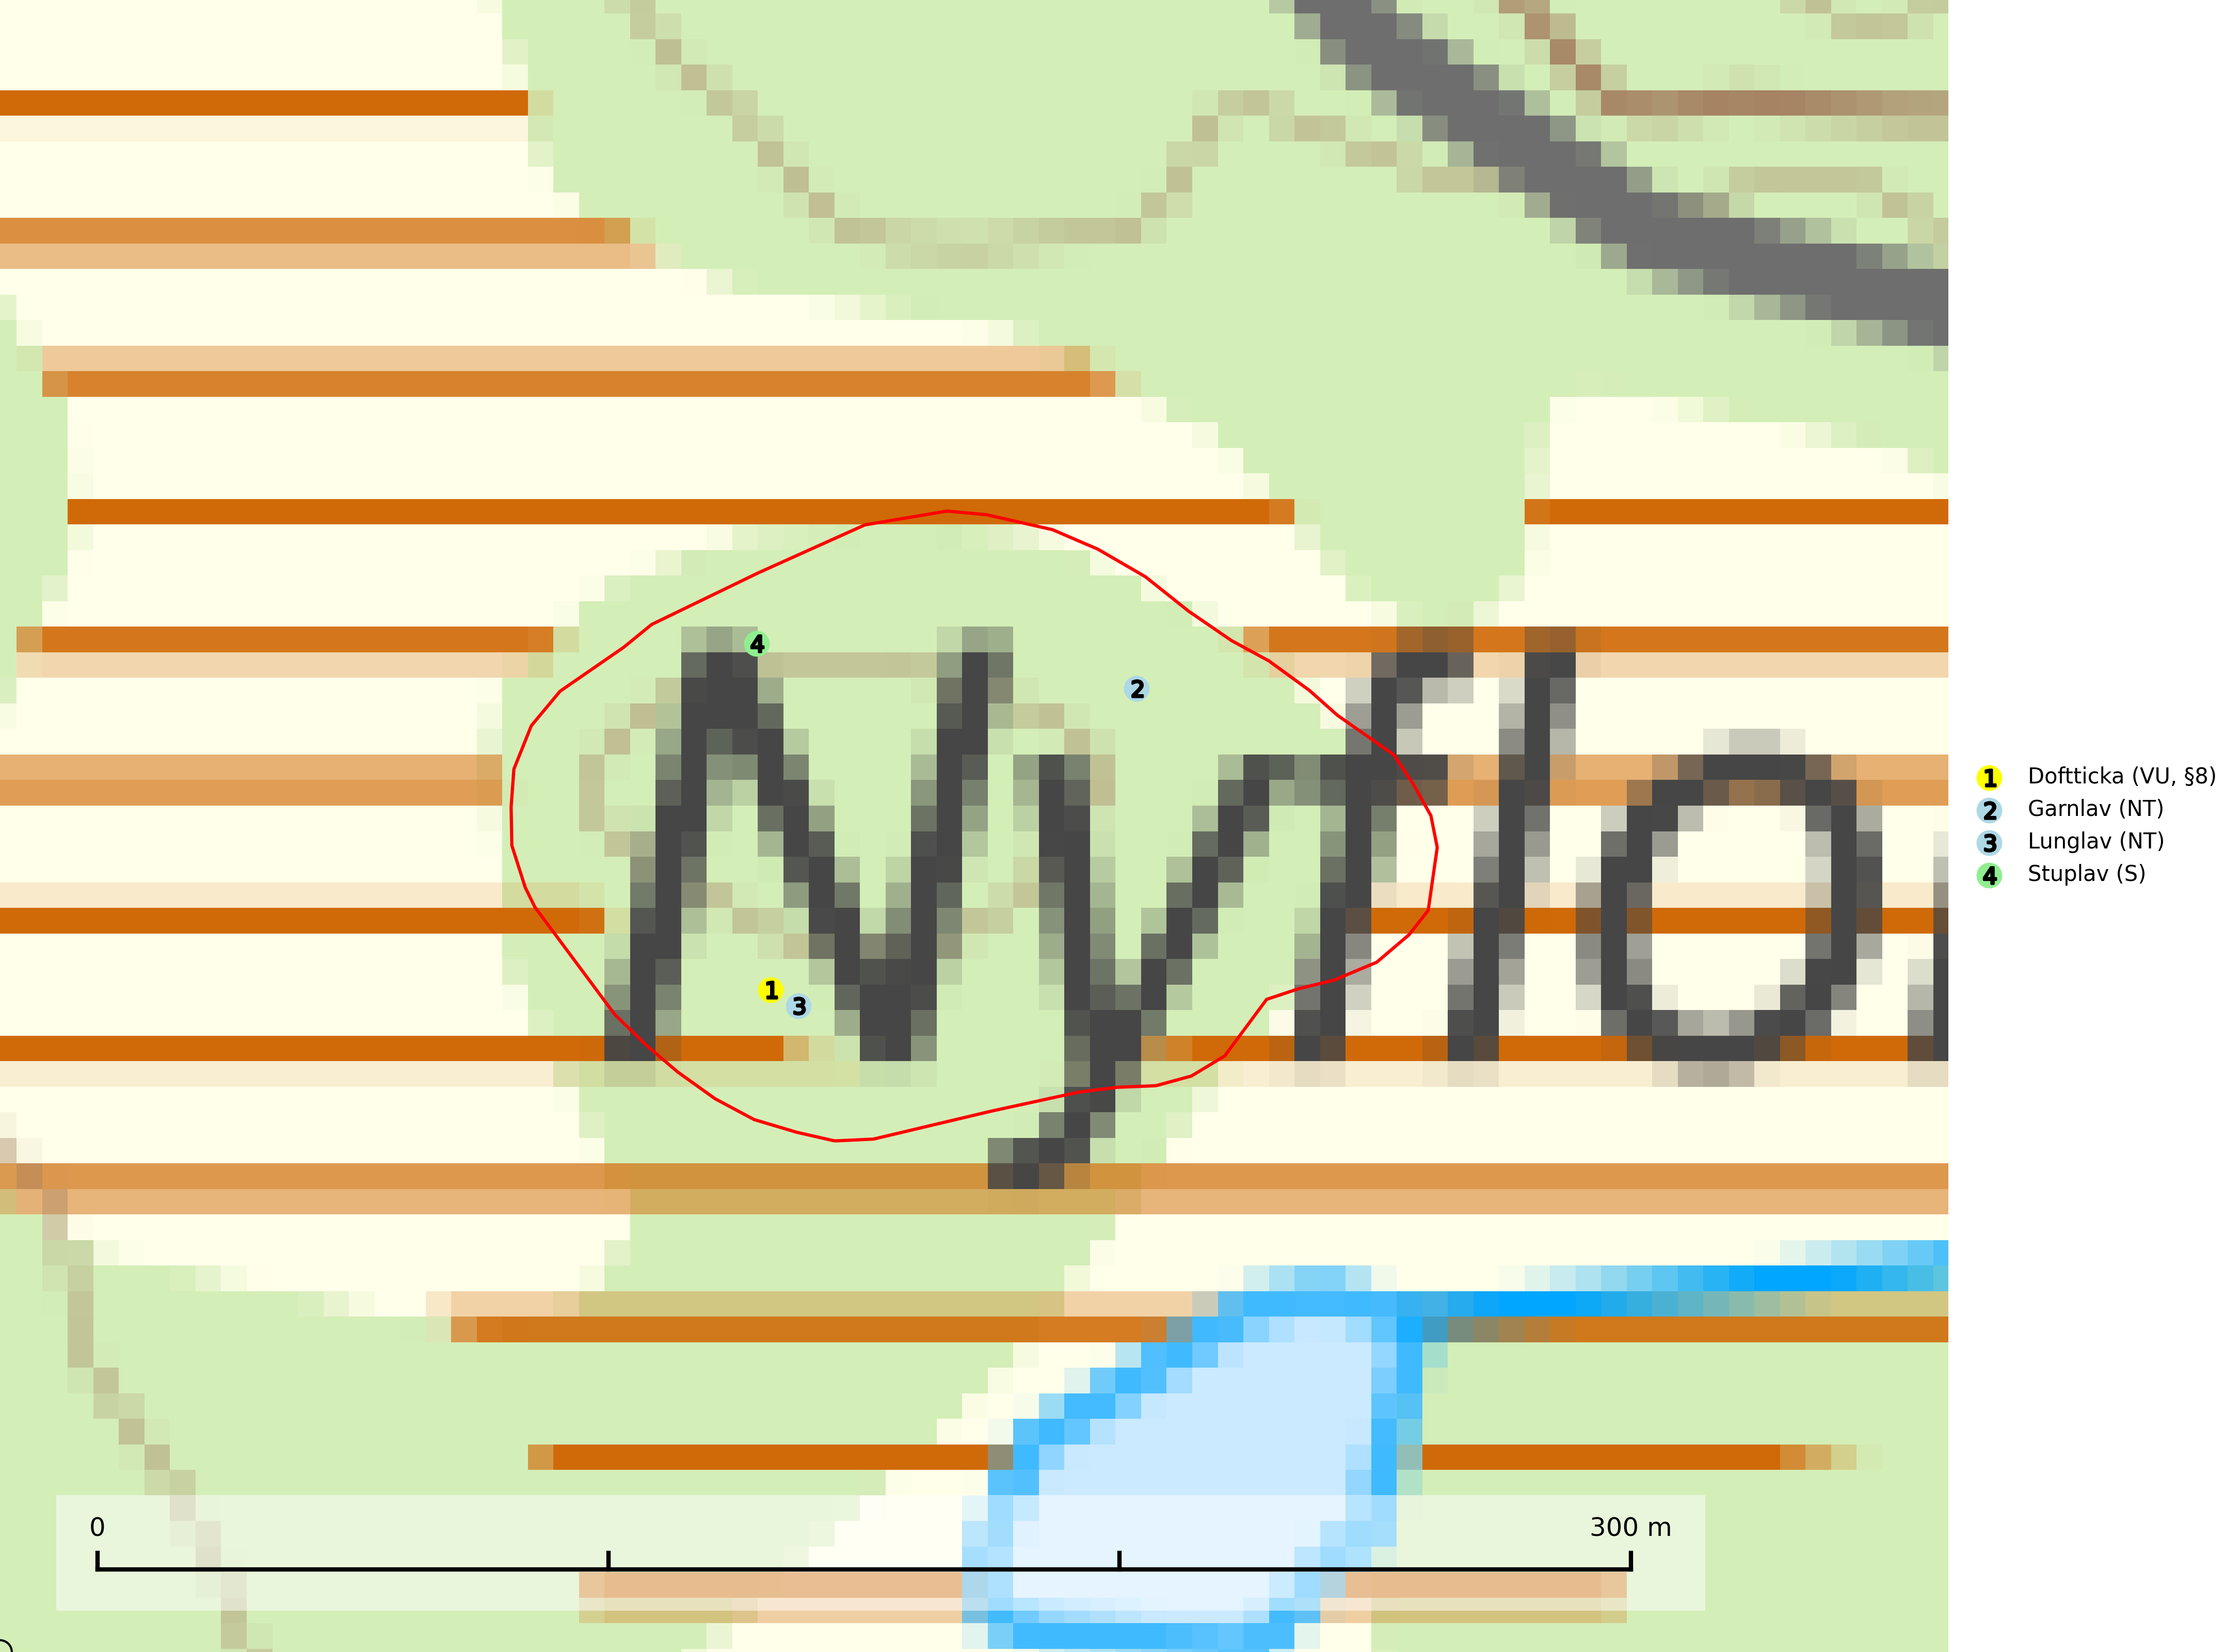 4
2
1
3
1 Doftticka (VU, §8)
2 Garnlav (NT)
3 Lunglav (NT)
4 Stuplav (S)
0
300 m